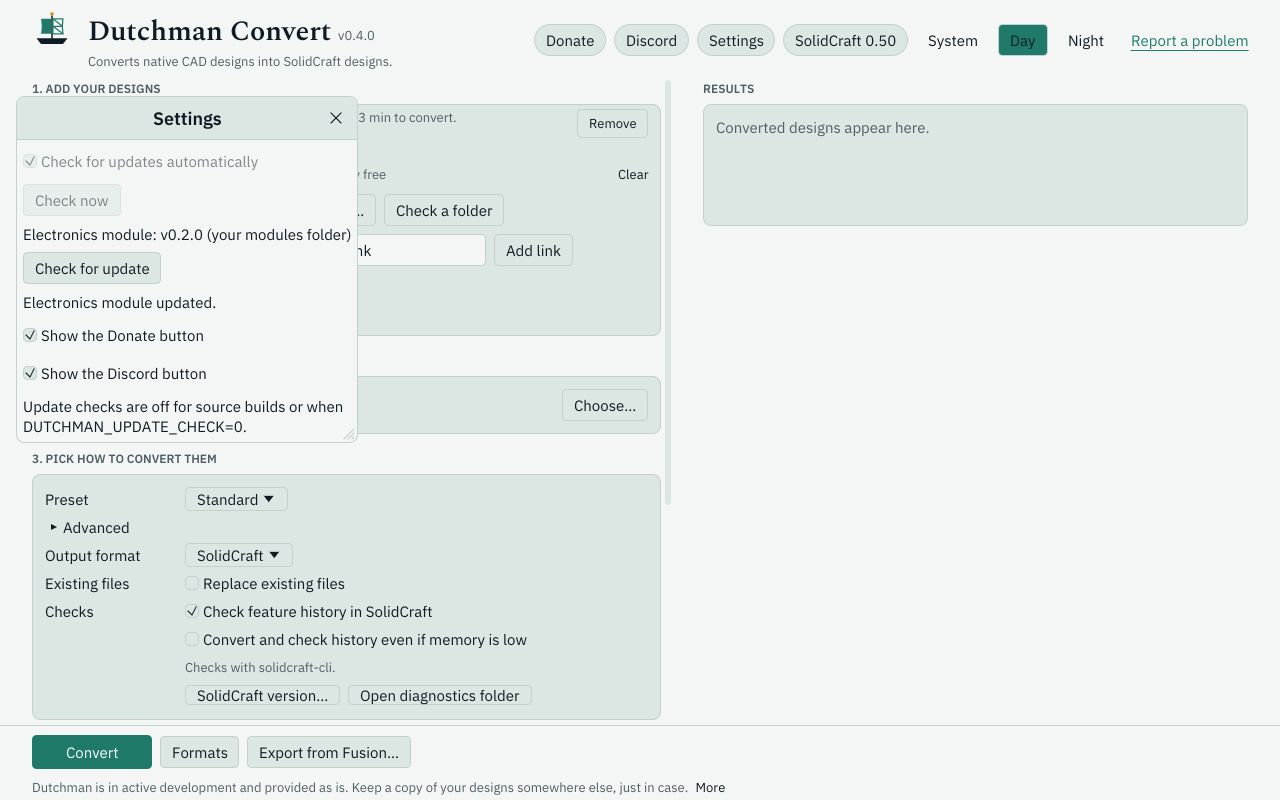 Dutchman Convert v0.4.0
Converts native CAD designs into SolidCraft designs.
Donate
Discord
Settings
SolidCraft 0.50
System
Day
Night
Report a problem
1. ADD YOUR DESIGNS
3 min to convert.
Remove
free
Clear
Check a folder
Add link
Settings
Check for updates automatically
Check now
Electronics module: v0.2.0 (your modules folder)
Check for update
Electronics module updated.
Show the Donate button
Show the Discord button
Update checks are off for source builds or when
DUTCHMAN_UPDATE_CHECK=0.
Choose...
3. PICK HOW TO CONVERT THEM
Preset
Standard
Advanced
Output format
SolidCraft
Existing files
Replace existing files
Checks
Check feature history in SolidCraft
Convert and check history even if memory is low
Checks with solidcraft-cli.
SolidCraft version...
Open diagnostics folder
RESULTS
Converted designs appear here.
Convert
Formats
Export from Fusion...
Dutchman is in active development and provided as is. Keep a copy of your designs somewhere else, just in case. More